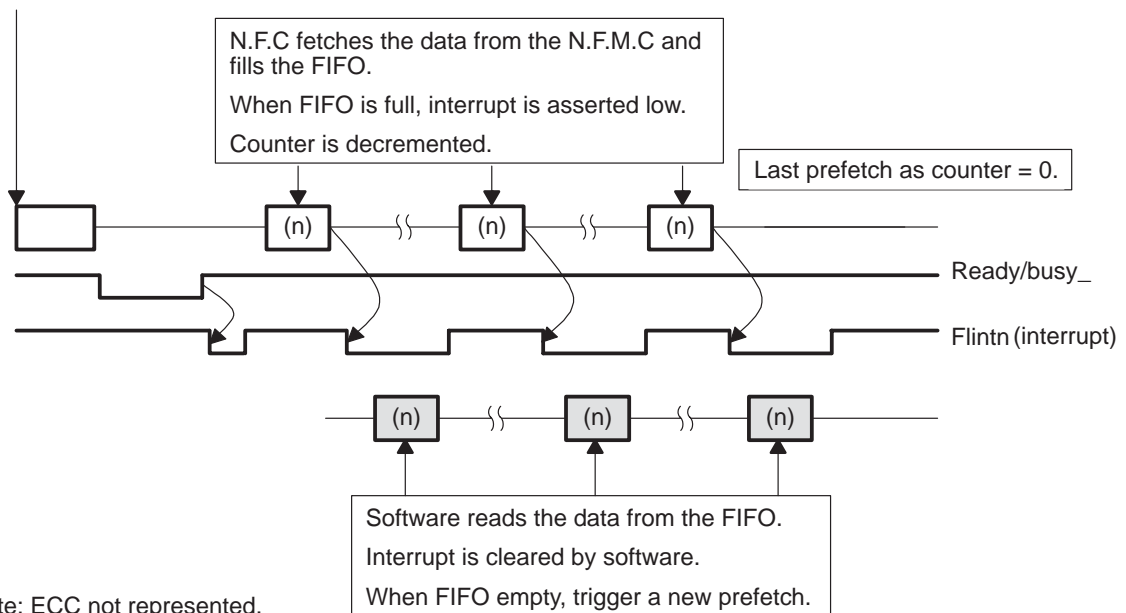 N.F.C fetches the data from the N.F.M.C and
fills the FIFO.
When FIFO is full, interrupt is asserted low.
Counter is decremented.
Last prefetch as counter = 0.
(n)
(n)
(n)
Ready/busy_
Flintn (interrupt)
(n)
(n)
(n)
Software reads the data from the FIFO.
Interrupt is cleared by software.
When FIFO empty, trigger a new prefetch.
te: ECC not represented.